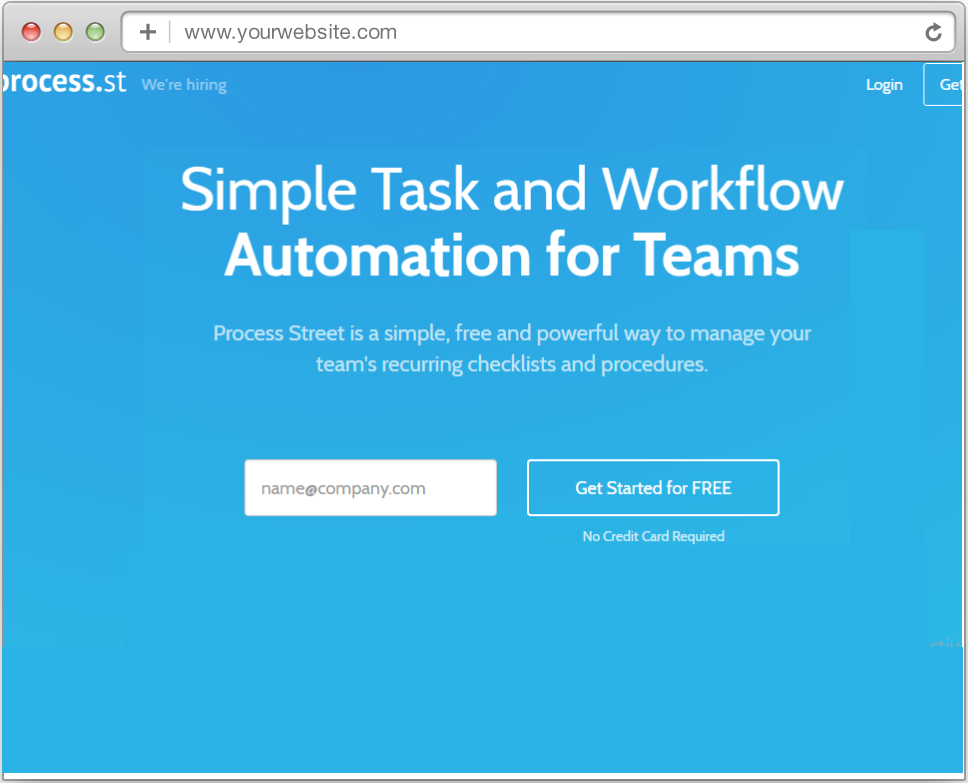 www.yourwebsite.com
process.st We're hiring Login Get
Simple Task and Workflow
Automation for Teams
Process Street is a simple, free and powerful way to manage your
team's recurring checklists and procedures.
name@company.com Get Started for FREE
No Credit Card Required